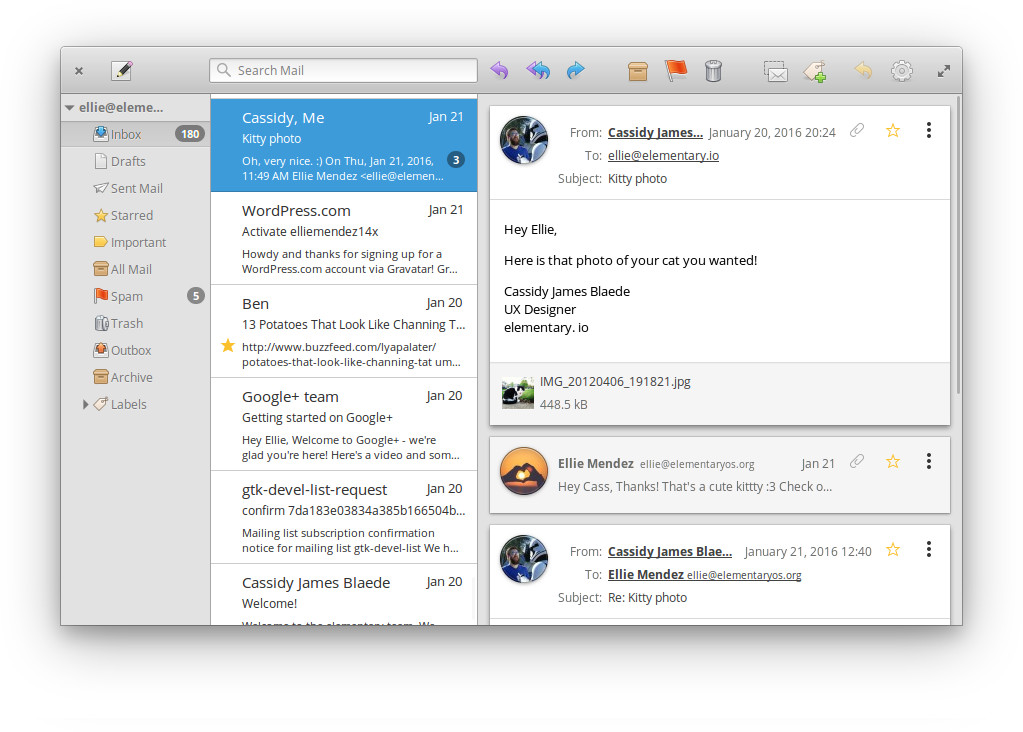 Search Mail
ellie@eleme...
Inbox 180
Drafts
Sent Mail
Starred
Important
All Mail
Spam 5
Trash
Outbox
Archive
Labels
Cassidy, Me Jan 21
Kitty photo
Oh, very nice. :) On Thu, Jan 21, 2016, 3
11:49 AM Ellie Mendez <ellie@elemen...
WordPress.com Jan 21
Activate elliemendez14x
Howdy and thanks for signing up for a
WordPress.com account via Gravatar! Gr...
Ben Jan 20
13 Potatoes That Look Like Channing T...
http://www.buzzfeed.com/lyapalater/
potatoes-that-look-like-channing-tat um...
Google+ team Jan 20
Getting started on Google+
Hey Ellie, Welcome to Google+ - we're
glad you're here! Here's a video and som...
gtk-devel-list-request Jan 20
confirm 7da183e03834a385b166504b...
Mailing list subscription confirmation
notice for mailing list gtk-devel-list We h...
Cassidy James Blaede Jan 20
Welcome!
Welcome to the elementary team. We
From: Cassidy James... January 20, 2016 20:24
To: ellie@elementary.io
Subject: Kitty photo
Hey Ellie,
Here is that photo of your cat you wanted!
Cassidy James Blaede
UX Designer
elementary. io
IMG_20120406_191821.jpg
448.5 kB
Ellie Mendez ellie@elementaryos.org Jan 21
Hey Cass, Thanks! That's a cute kittty :3 Check o...
From: Cassidy James Blae... January 21, 2016 12:40
To: Ellie Mendez ellie@elementaryos.org
Subject: Re: Kitty photo